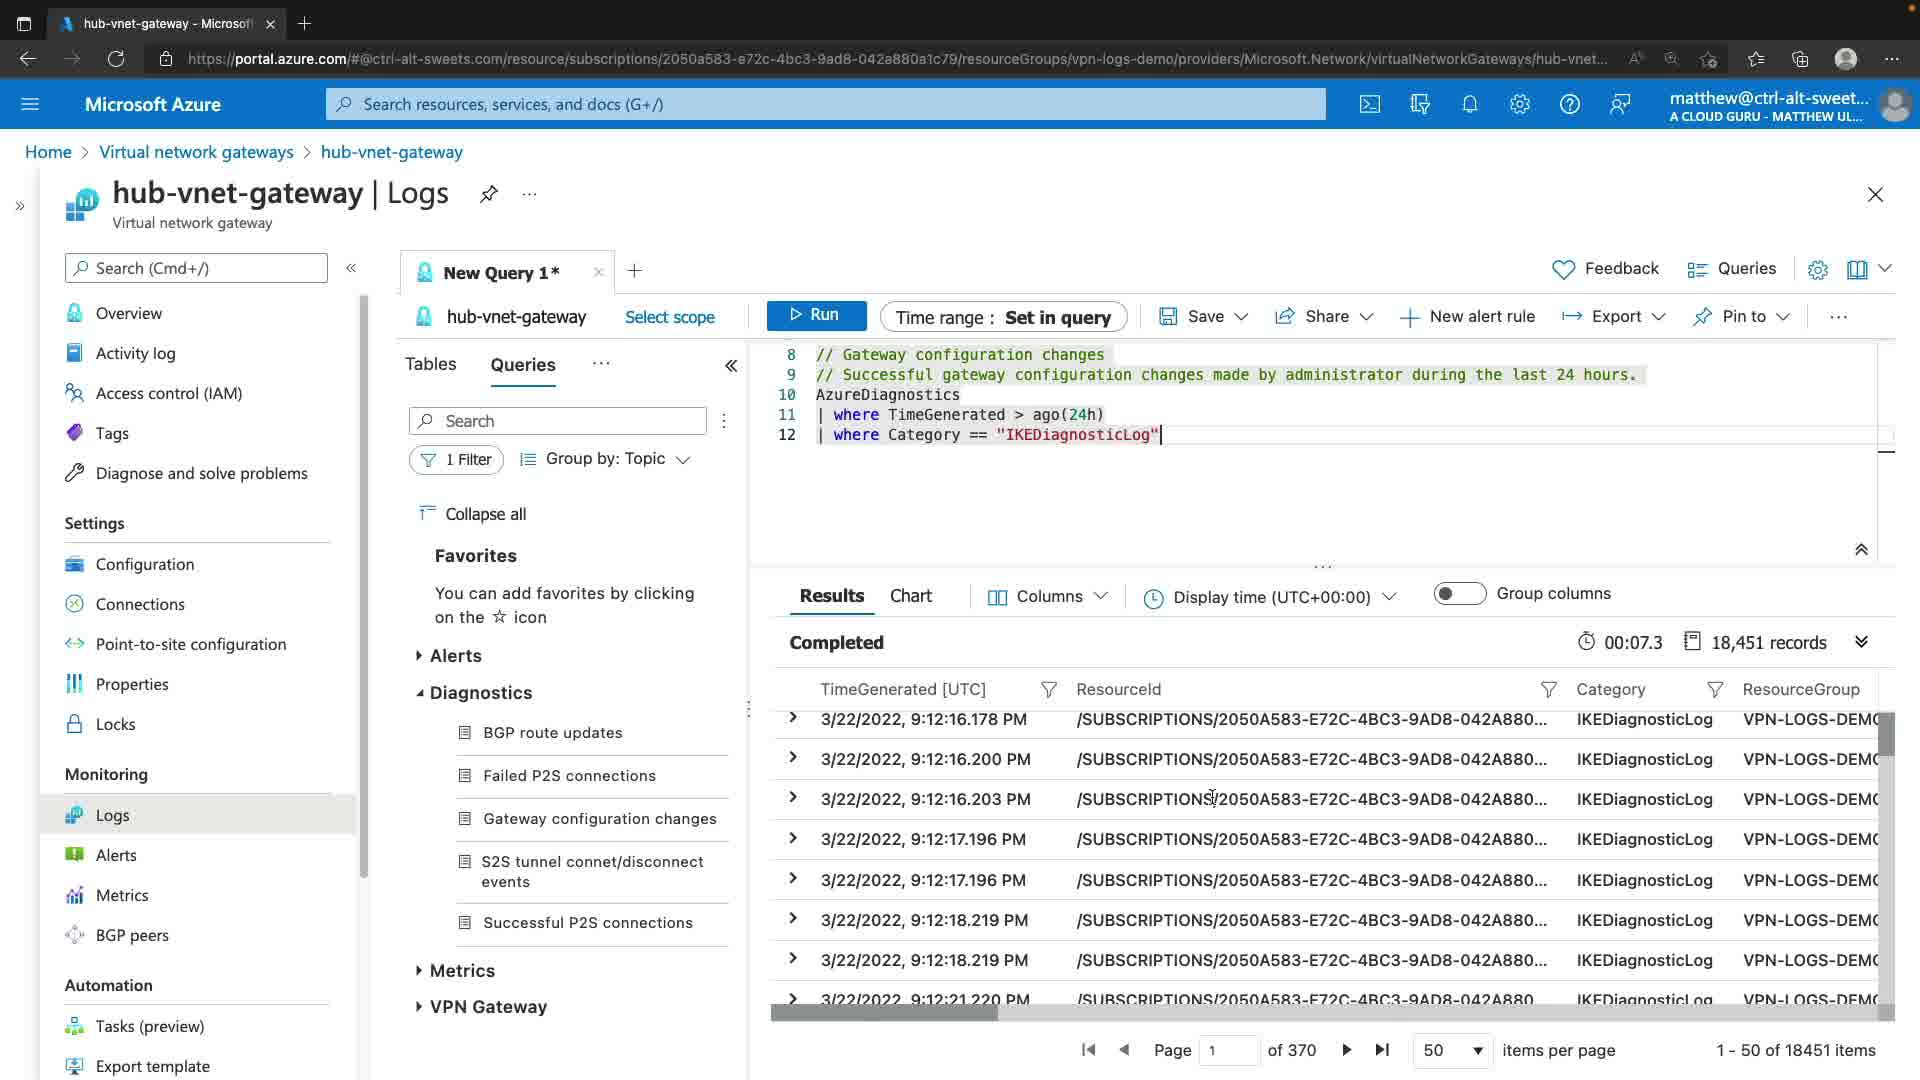 hub-vnet-gateway - Microsof
https://portal.azure.com/#@ctrl-alt-sweets.com/resource/subscriptions/2050a583-e72c-4bc3-9ad8-042a880a1c79/resourceGroups/vpn-logs-demo/providers/Microsoft.Network/virtualNetworkGateways/hub-vnet...
Microsoft Azure
Search resources, services, and docs (G+/)
matthew@ctrl-alt-sweet...
A CLOUD GURU - MATTHEW UL...
Home > Virtual network gateways > hub-vnet-gateway
hub-vnet-gateway | Logs
Virtual network gateway
Search (Cmd+/)
Overview
Activity log
Access control (IAM)
Tags
Diagnose and solve problems
Settings
Configuration
Connections
Point-to-site configuration
Properties
Locks
Monitoring
Logs
Alerts
Metrics
BGP peers
Automation
Tasks (preview)
Export template
New Query 1*
Feedback
Queries
hub-vnet-gateway
Select scope
Run
Time range : Set in query
Save
Share
New alert rule
Export
Pin to
Tables
Queries
Search
1 Filter
Group by: Topic
Collapse all
Favorites
You can add favorites by clicking
on the ☆ icon
Alerts
Diagnostics
BGP route updates
Failed P2S connections
Gateway configuration changes
S2S tunnel connet/disconnect
events
Successful P2S connections
Metrics
VPN Gateway
8 // Gateway configuration changes
9 // Successful gateway configuration changes made by administrator during the last 24 hours.
10 AzureDiagnostics
11 | where TimeGenerated > ago(24h)
12 | where Category == "IKEDiagnosticLog"
Results
Chart
Columns
Display time (UTC+00:00)
Group columns
Completed
00:07.3
18,451 records
TimeGenerated [UTC] ResourceId Category ResourceGroup
3/22/2022, 9:12:16.178 PM /SUBSCRIPTIONS/2050A583-E72C-4BC3-9AD8-042A880... IKEDiagnosticLog VPN-LOGS-DEMO
3/22/2022, 9:12:16.200 PM /SUBSCRIPTIONS/2050A583-E72C-4BC3-9AD8-042A880... IKEDiagnosticLog VPN-LOGS-DEMO
3/22/2022, 9:12:16.203 PM /SUBSCRIPTIONS/2050A583-E72C-4BC3-9AD8-042A880... IKEDiagnosticLog VPN-LOGS-DEMO
3/22/2022, 9:12:17.196 PM /SUBSCRIPTIONS/2050A583-E72C-4BC3-9AD8-042A880... IKEDiagnosticLog VPN-LOGS-DEMO
3/22/2022, 9:12:17.196 PM /SUBSCRIPTIONS/2050A583-E72C-4BC3-9AD8-042A880... IKEDiagnosticLog VPN-LOGS-DEMO
3/22/2022, 9:12:18.219 PM /SUBSCRIPTIONS/2050A583-E72C-4BC3-9AD8-042A880... IKEDiagnosticLog VPN-LOGS-DEMO
3/22/2022, 9:12:18.219 PM /SUBSCRIPTIONS/2050A583-E72C-4BC3-9AD8-042A880... IKEDiagnosticLog VPN-LOGS-DEMO
3/22/2022, 9:12:21.220 PM /SUBSCRIPTIONS/2050A583-E72C-4BC3-9AD8-042A880... IKEDiagnosticLog VPN-LOGS-DEMO
Page 1 of 370
50 items per page
1 - 50 of 18451 items